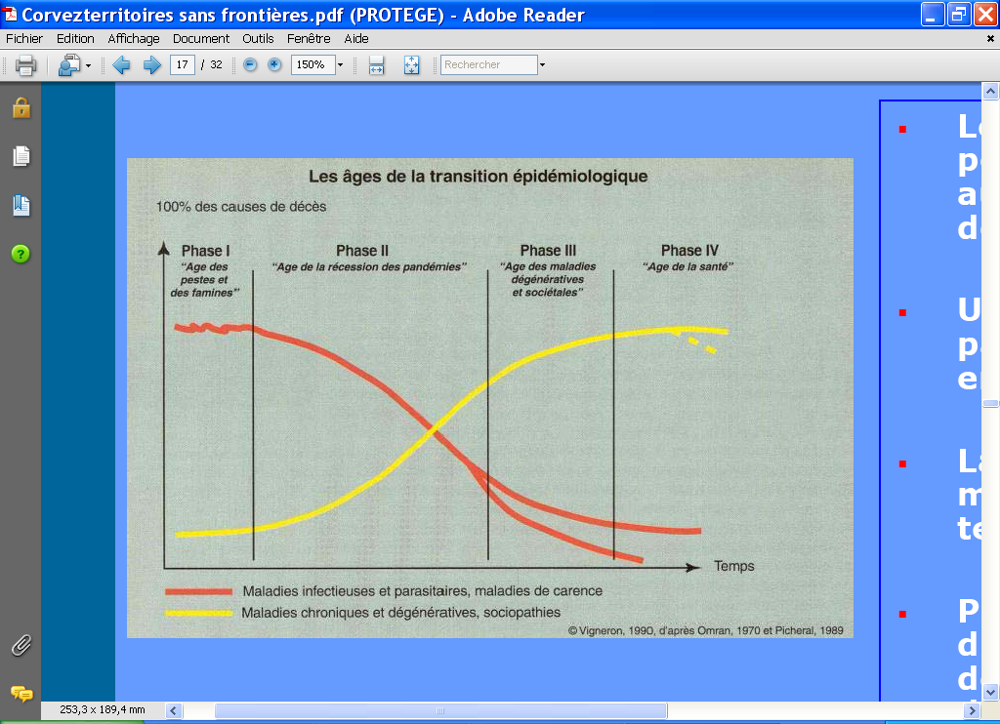 Corvezterritoires sans frontières.pdf (PROTEGE) - Adobe Reader
Fichier Edition Affichage Document Outils Fenêtre Aide
17 / 32 150% Rechercher
Les âges de la transition épidémiologique
100% des causes de décès
Phase I
“Age des
pestes et
des famines”
Phase II
“Age de la récession des pandémies”
Phase III
“Age des maladies
dégénératives
et sociétales”
Phase IV
“Age de la santé”
Temps
Maladies infectieuses et parasitaires, maladies de carence
Maladies chroniques et dégénératives, sociopathies
© Vigneron, 1990, d'après Omran, 1970 et Picheral, 1989
253,3 x 189,4 mm